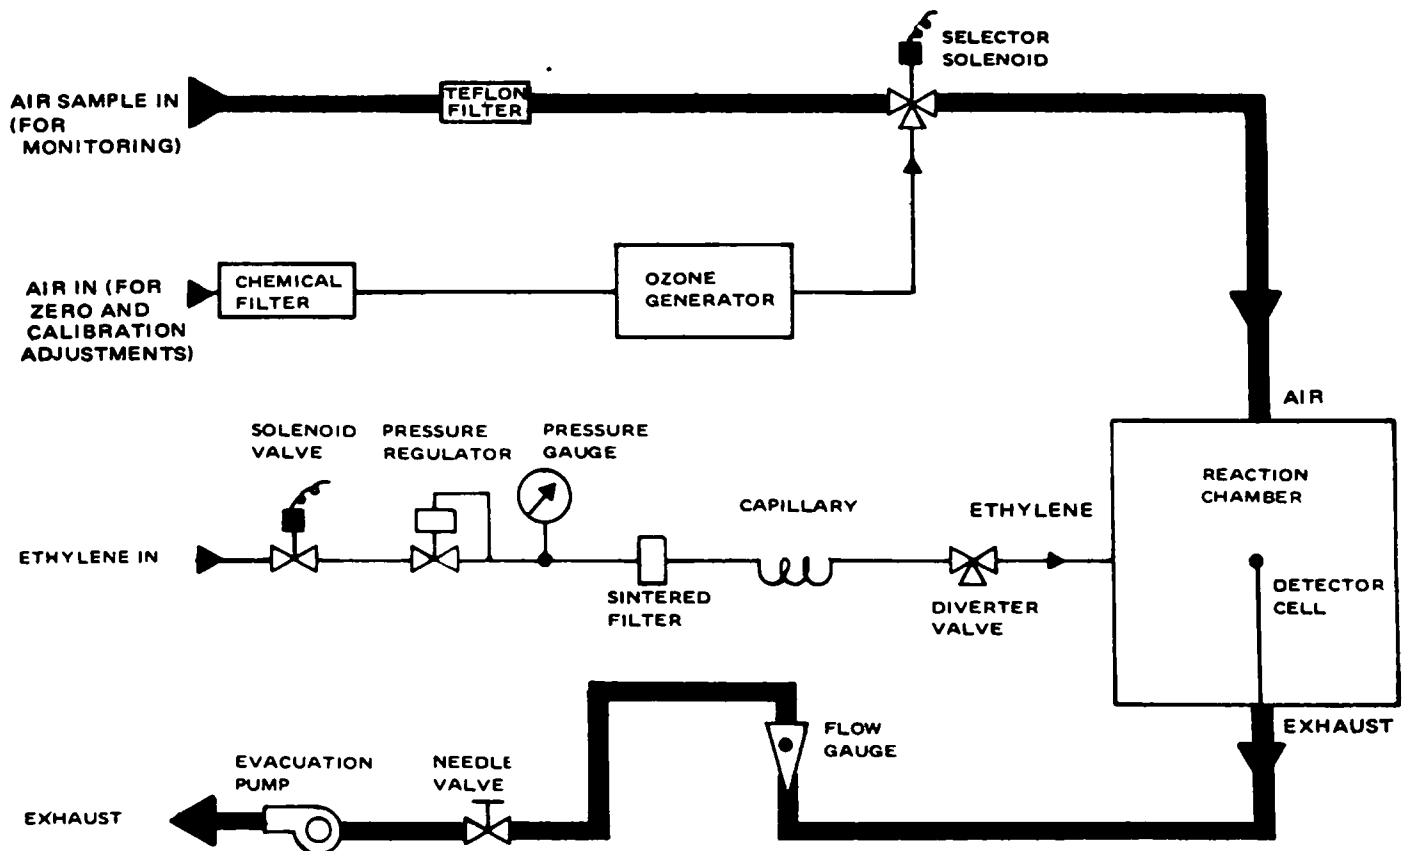 SELECTOR
SOLENOID
AIR SAMPLE IN
(FOR
MONITORING)
TEFLON
FILTER
AIR IN (FOR
ZERO AND
CALIBRATION
ADJUSTMENTS)
CHEMICAL
FILTER
OZONE
GENERATOR
AIR
SOLENOID
VALVE
PRESSURE
REGULATOR
PRESSURE
GAUGE
CAPILLARY
ETHYLENE
REACTION
CHAMBER
ETHYLENE IN
SINTERED
FILTER
DIVERTER
VALVE
DETECTOR
CELL
EXHAUST
FLOW
GAUGE
EVACUATION
PUMP
NEEDLE
VALVE
EXHAUST